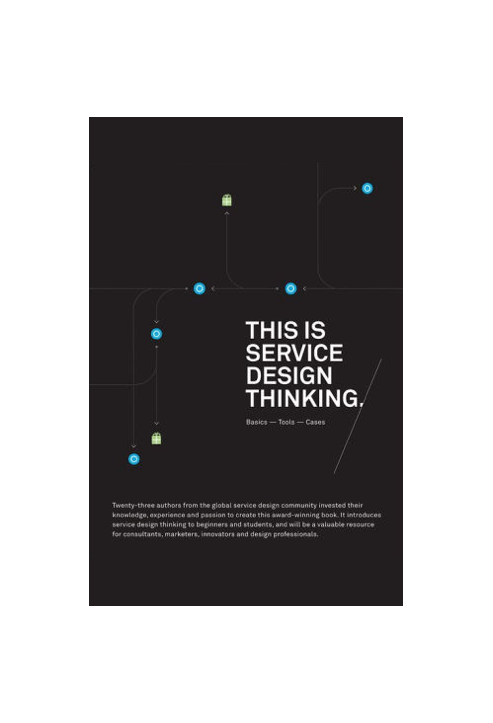 THIS IS
SERVICE
DESIGN
THINKING.
Basics — Tools — Cases
Twenty-three authors from the global service design community invested their
knowledge, experience and passion to create this award-winning book. It introduces
service design thinking to beginners and students, and will be a valuable resource
for consultants, marketers, innovators and design professionals.